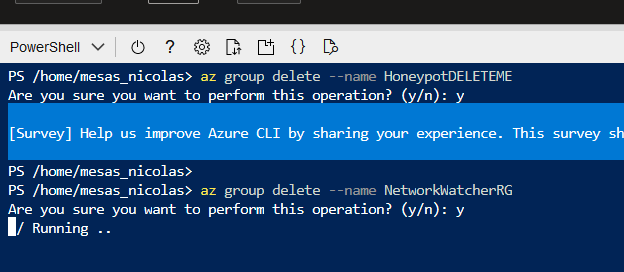 PowerShell
PS /home/mesas_nicolas> az group delete --name HoneypotDELETEME
Are you sure you want to perform this operation? (y/n): y
[Survey] Help us improve Azure CLI by sharing your experience. This survey sh
PS /home/mesas_nicolas>
PS /home/mesas_nicolas> az group delete --name NetworkWatcherRG
Are you sure you want to perform this operation? (y/n): y
/ Running ..